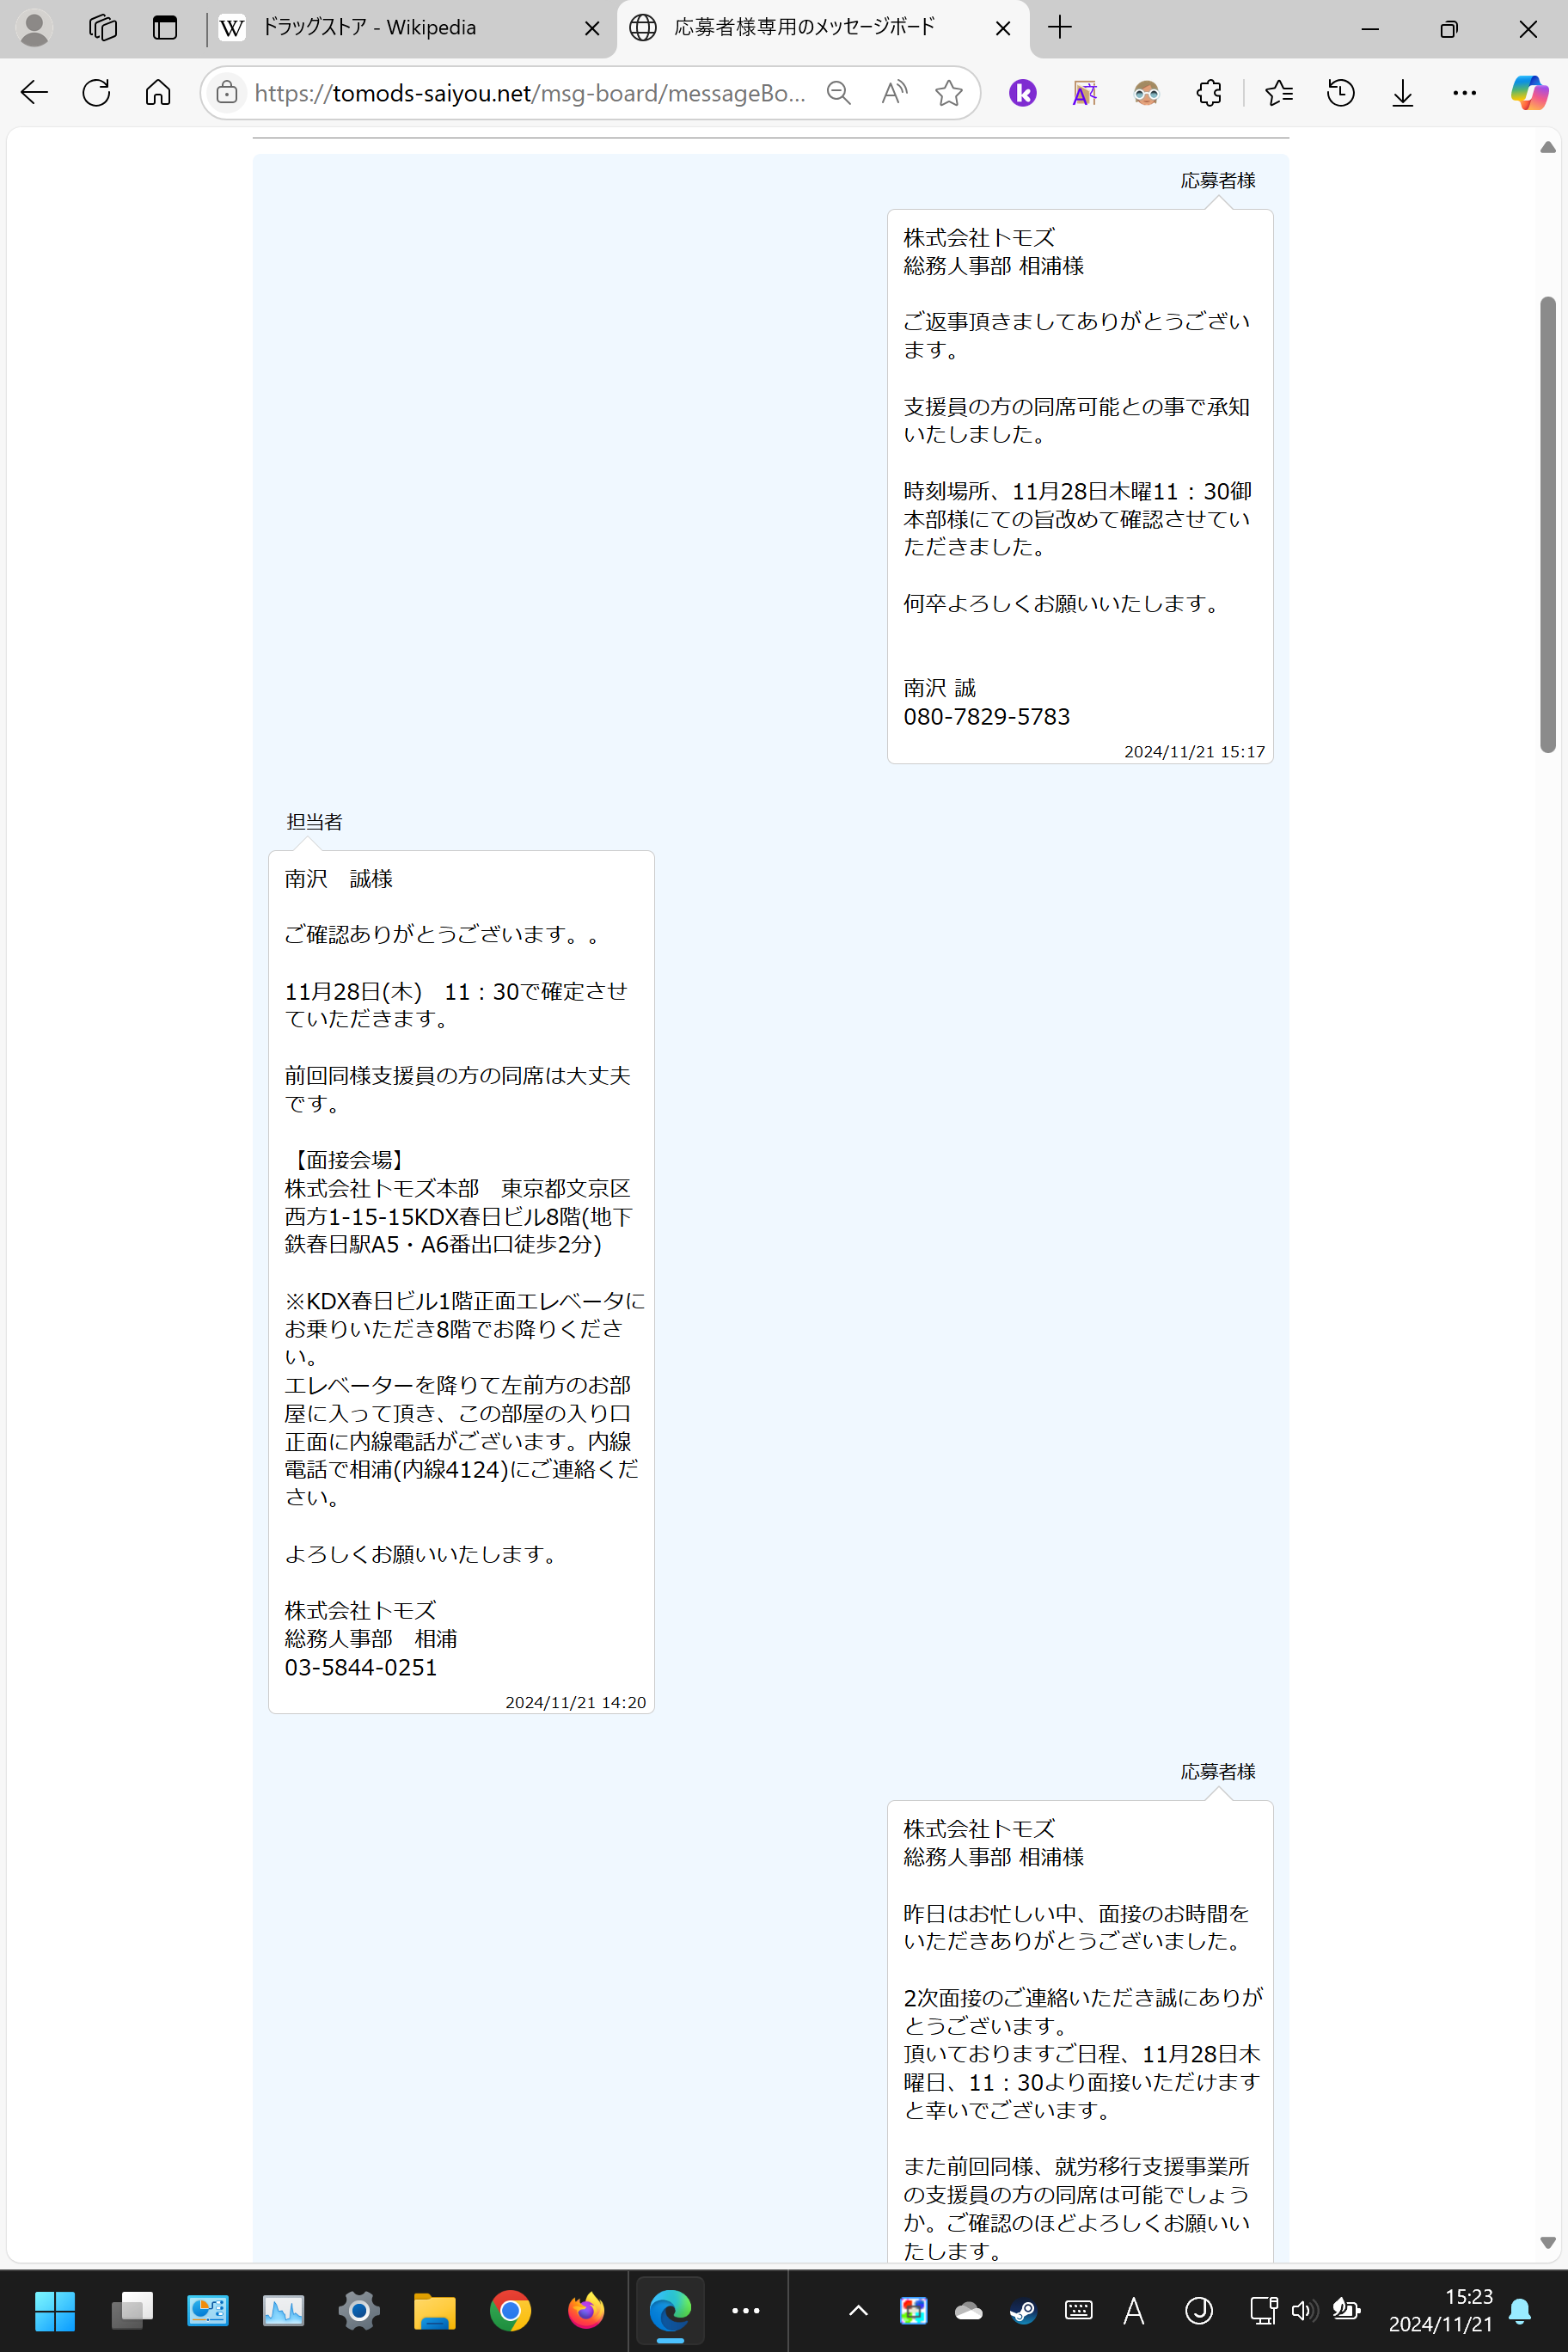 ドラッグストア - Wikipedia
応募者様専用のメッセージボード
https://tomods-saiyou.net/msg-board/messageBo...
応募者様
株式会社トモズ
総務人事部 相浦様
ご返事頂きましてありがとうござい
ます。
支援員の方の同席可能との事で承知
いたしました。
時刻場所、11月28日木曜11：30御
本部様にての旨改めて確認させてい
ただきました。
何卒よろしくお願いいたします。
南沢 誠
080-7829-5783
2024/11/21 15:17
担当者
南沢　誠様
ご確認ありがとうございます。。
11月28日(木)　11：30で確定させ
ていただきます。
前回同様支援員の方の同席は大丈夫
です。
【面接会場】
株式会社トモズ本部　東京都文京区
西方1-15-15KDX春日ビル8階(地下
鉄春日駅A5・A6番出口徒歩2分)
※KDX春日ビル1階正面エレベータに
お乗りいただき8階でお降りくださ
い。
エレベーターを降りて左前方のお部
屋に入って頂き、この部屋の入り口
正面に内線電話がございます。内線
電話で相浦(内線4124)にご連絡くだ
さい。
よろしくお願いいたします。
株式会社トモズ
総務人事部　相浦
03-5844-0251
2024/11/21 14:20
応募者様
株式会社トモズ
総務人事部 相浦様
昨日はお忙しい中、面接のお時間を
いただきありがとうございました。
2次面接のご連絡いただき誠にありが
とうございます。
頂いておりますご日程、11月28日木
曜日、11：30より面接いただけます
と幸いでございます。
また前回同様、就労移行支援事業所
の支援員の方の同席は可能でしょう
か。ご確認のほどよろしくお願いい
たします。
15:23
2024/11/21